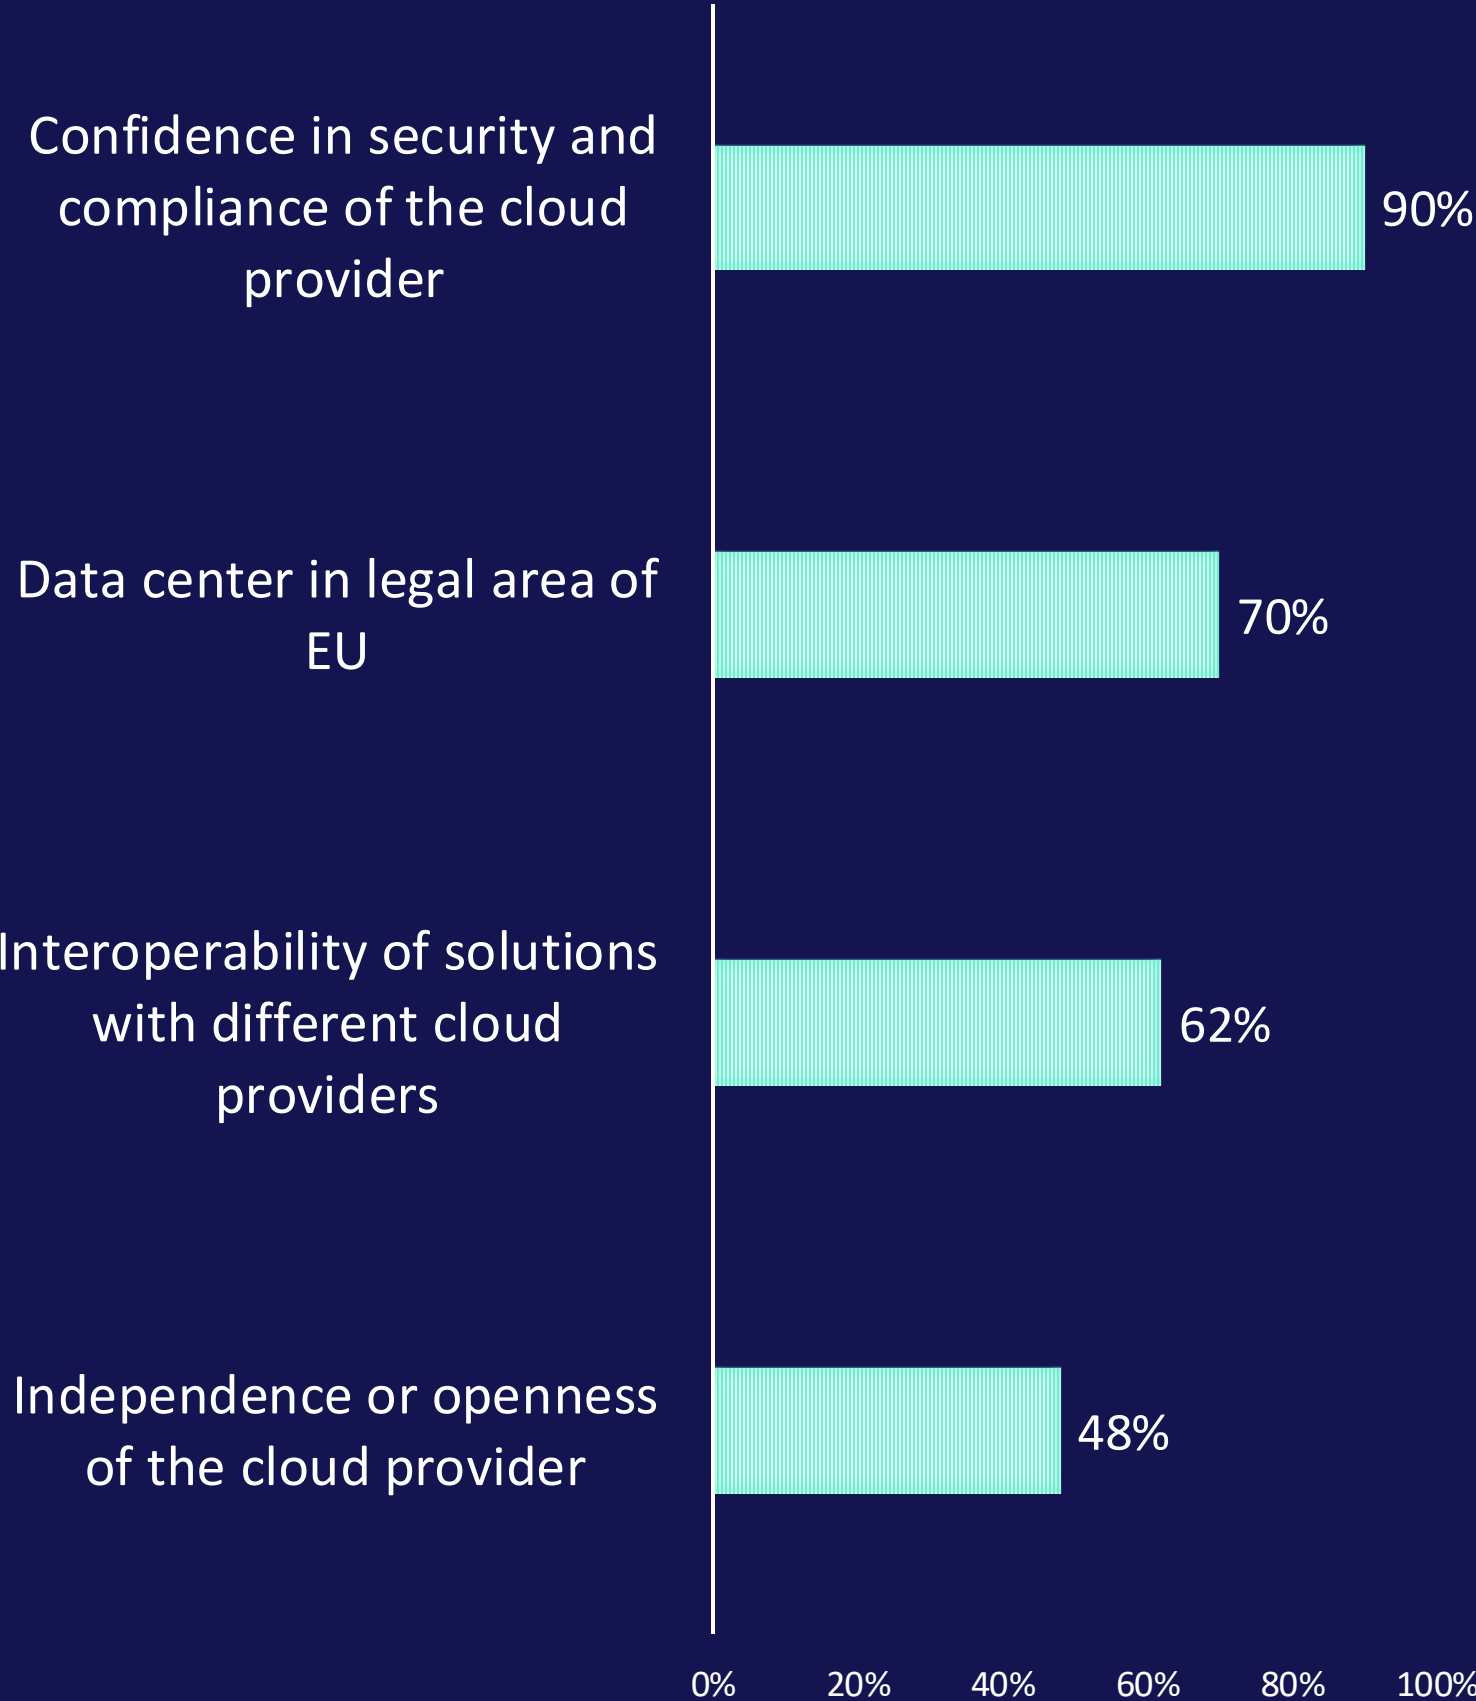 Confidence in security and
compliance of the cloud
provider
90%
Data center in legal area of
EU
70%
Interoperability of solutions
with different cloud
providers
62%
Independence or openness
of the cloud provider
48%
0% 20% 40% 60% 80% 100%